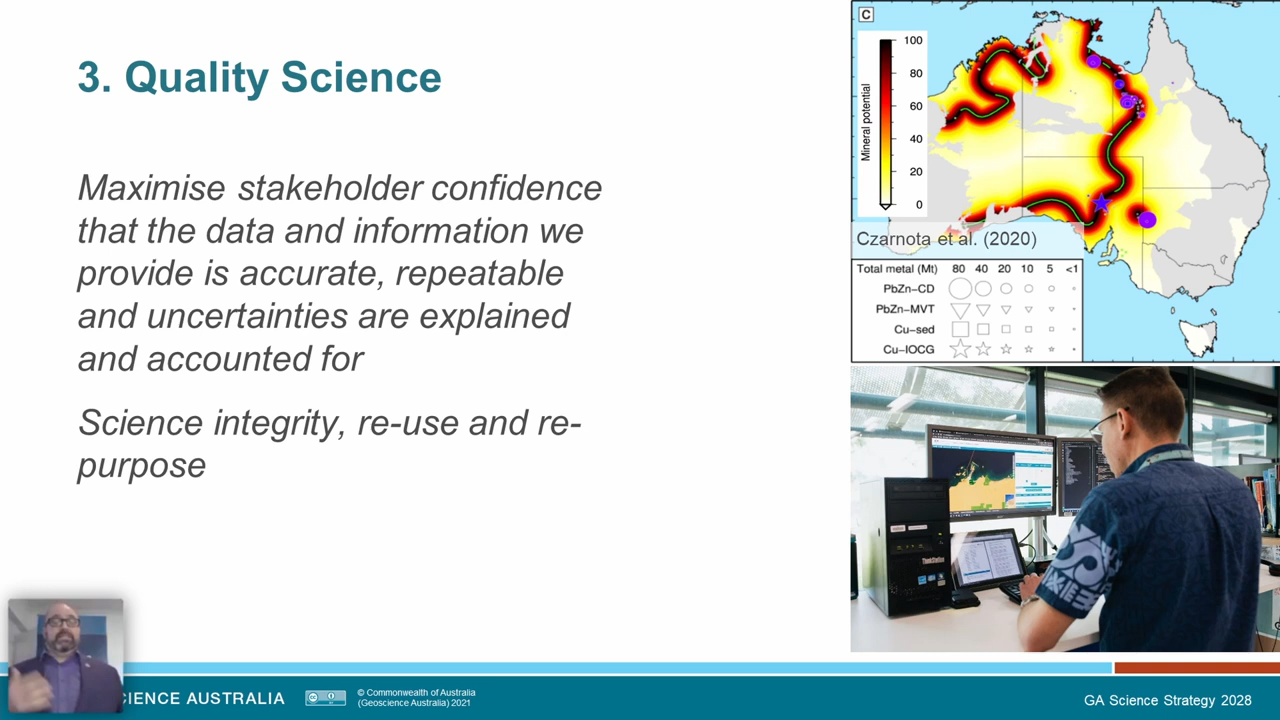 3. Quality Science
Maximise stakeholder confidence
that the data and information we
provide is accurate, repeatable
and uncertainties are explained
and accounted for
Science integrity, re-use and re-
purpose
C
Mineral potential
100
80
60
40
20
0
Czarnota et al. (2020)
Total metal (Mt) 80 40 20 10 5 <1
PbZn-CD
PbZn-MVT
Cu-sed
Cu-IOCG
ThinkStation
CIENCE AUSTRALIA
cc
BY
© Commonwealth of Australia
(Geoscience Australia) 2021
GA Science Strategy 2028